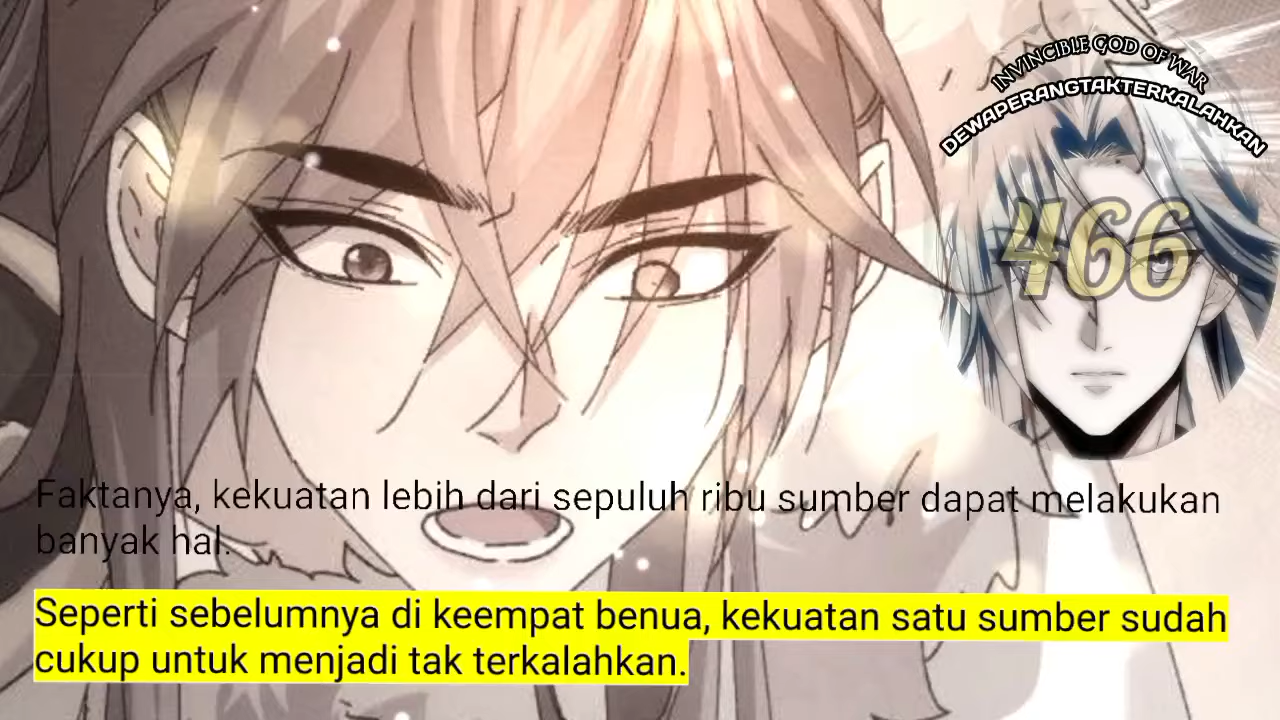 INVINCIBLE GOD OF WAR
DEWAPERANGTAKTERKALAHKAN
466
Faktanya, kekuatan lebih dari sepuluh ribu sumber dapat melakukan
banyak hal.
Seperti sebelumnya di keempat benua, kekuatan satu sumber sudah
cukup untuk menjadi tak terkalahkan.